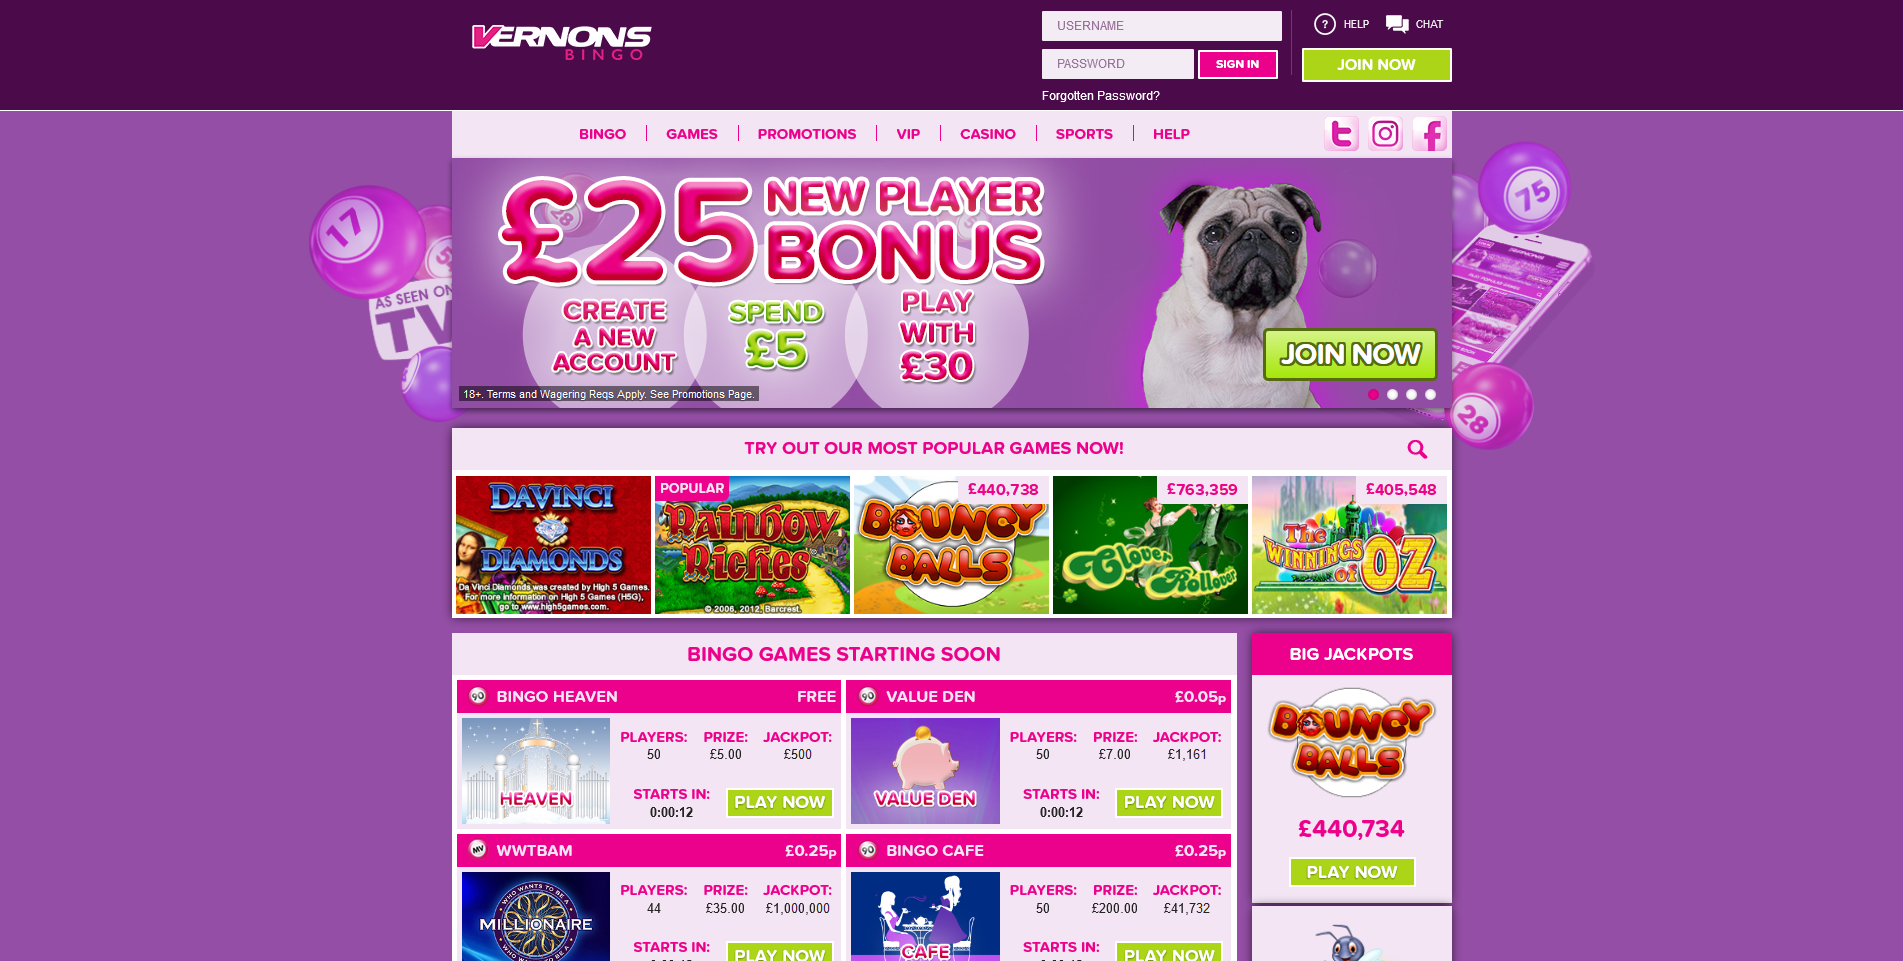 VERNONS
BINGO
USERNAME
PASSWORD
SIGN IN
Forgotten Password?
HELP
CHAT
JOIN NOW
BINGO
GAMES
PROMOTIONS
VIP
CASINO
SPORTS
HELP
17
AS SEEN ON
TV
£25
NEW PLAYER
BONUS
28
CREATE
A NEW
ACCOUNT
SPEND
£5
PLAY
WITH
£30
JOIN NOW
75
28
18+. Terms and Wagering Reqs Apply. See Promotions Page.
TRY OUT OUR MOST POPULAR GAMES NOW!
DAVINCI
DIAMONDS
Da Vinci Diamonds was created by High 5 Games.
For more information on High 5 Games (H5G),
go to www.high5games.com.
POPULAR
Rainbow
Riches
© 2006, 2012, Barcrest.
£440,738
BOUNCY
BALLS
£763,359
Clover
Rollover
£405,548
The
WINNINGS
of OZ
BINGO GAMES STARTING SOON
90 BINGO HEAVEN FREE
HEAVEN
PLAYERS: PRIZE: JACKPOT:
50 £5.00 £500
STARTS IN:
0:00:12
PLAY NOW
90 VALUE DEN £0.05p
VALUE DEN
PLAYERS: PRIZE: JACKPOT:
50 £7.00 £1,161
STARTS IN:
0:00:12
PLAY NOW
MV WWTBAM £0.25p
WHO WANTS TO BE A
MILLIONAIRE
PLAYERS: PRIZE: JACKPOT:
44 £35.00 £1,000,000
STARTS IN:
PLAY NOW
90 BINGO CAFE £0.25p
CAFE
PLAYERS: PRIZE: JACKPOT:
50 £200.00 £41,732
STARTS IN:
PLAY NOW
BIG JACKPOTS
BOUNCY
BALLS
£440,734
PLAY NOW